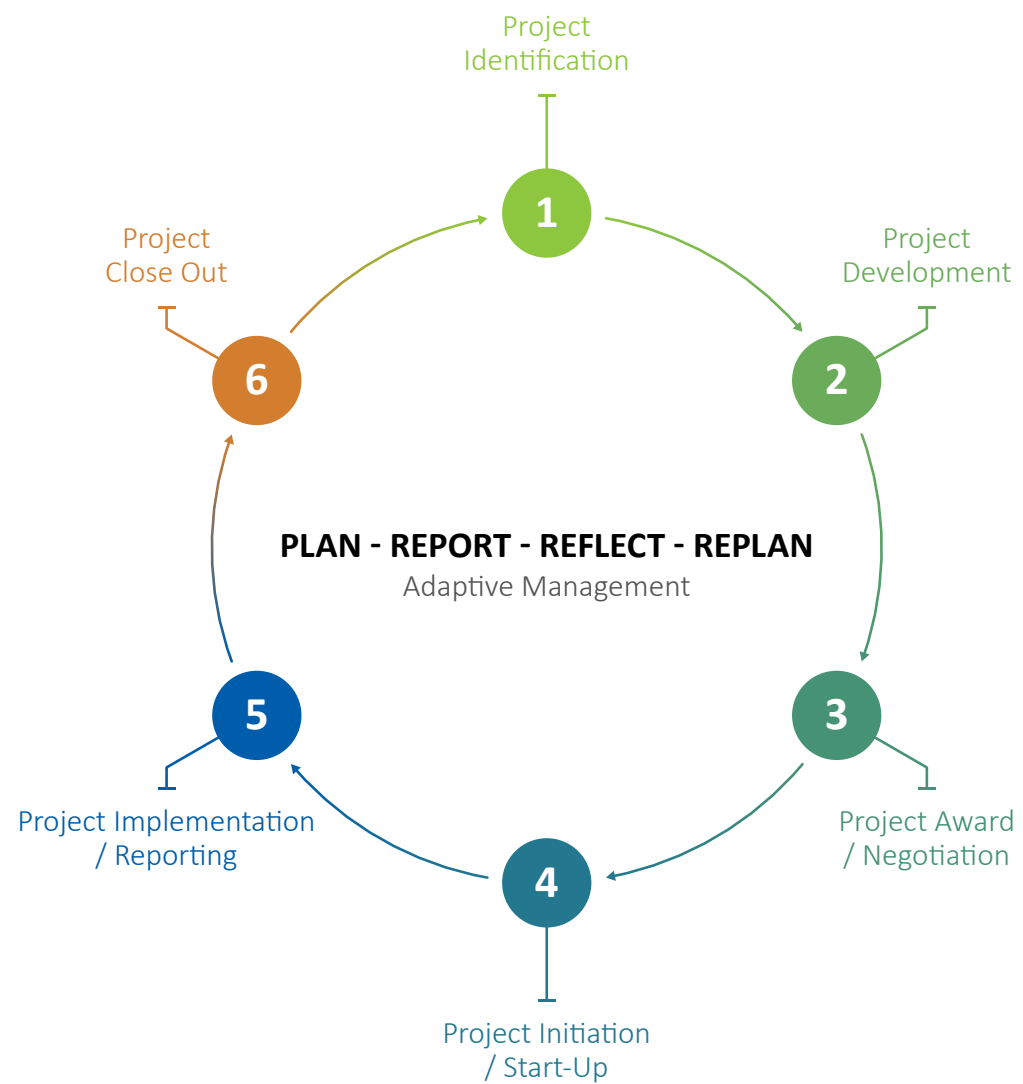 Project
Identification
1
Project
Development
2
Project Award
/ Negotiation
3
Project Initiation
/ Start-Up
4
Project Implementation
/ Reporting
5
Project
Close Out
6
PLAN - REPORT - REFLECT - REPLAN
Adaptive Management